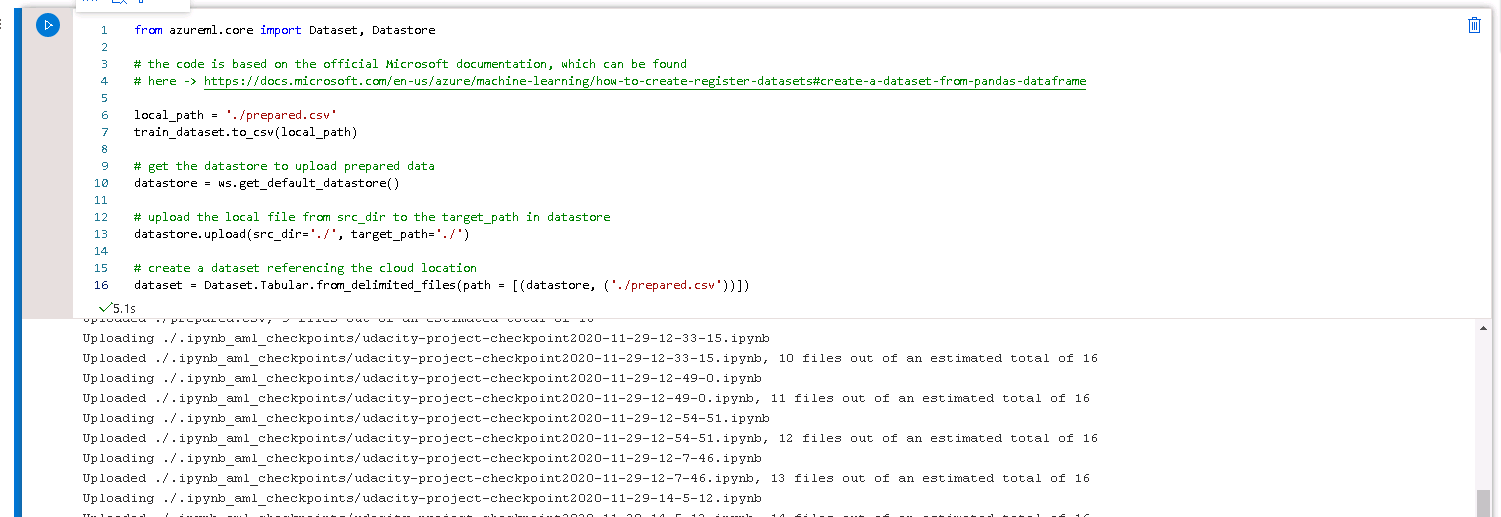 1 from azureml.core import Dataset, Datastore
2
3 # the code is based on the official Microsoft documentation, which can be found
4 # here -> https://docs.microsoft.com/en-us/azure/machine-learning/how-to-create-register-datasets#create-a-dataset-from-pandas-dataframe
5
6 local_path = './prepared.csv'
7 train_dataset.to_csv(local_path)
8
9 # get the datastore to upload prepared data
10 datastore = ws.get_default_datastore()
11
12 # upload the local file from src_dir to the target_path in datastore
13 datastore.upload(src_dir='./', target_path='./')
14
15 # create a dataset referencing the cloud location
16 dataset = Dataset.Tabular.from_delimited_files(path = [(datastore, ('./prepared.csv'))])
5.1s
Uploaded ./prepared.csv, 9 files out of an estimated total of 16
Uploading ./.ipynb_aml_checkpoints/udacity-project-checkpoint2020-11-29-12-33-15.ipynb
Uploaded ./.ipynb_aml_checkpoints/udacity-project-checkpoint2020-11-29-12-33-15.ipynb, 10 files out of an estimated total of 16
Uploading ./.ipynb_aml_checkpoints/udacity-project-checkpoint2020-11-29-12-49-0.ipynb
Uploaded ./.ipynb_aml_checkpoints/udacity-project-checkpoint2020-11-29-12-49-0.ipynb, 11 files out of an estimated total of 16
Uploading ./.ipynb_aml_checkpoints/udacity-project-checkpoint2020-11-29-12-54-51.ipynb
Uploaded ./.ipynb_aml_checkpoints/udacity-project-checkpoint2020-11-29-12-54-51.ipynb, 12 files out of an estimated total of 16
Uploading ./.ipynb_aml_checkpoints/udacity-project-checkpoint2020-11-29-12-7-46.ipynb
Uploaded ./.ipynb_aml_checkpoints/udacity-project-checkpoint2020-11-29-12-7-46.ipynb, 13 files out of an estimated total of 16
Uploading ./.ipynb_aml_checkpoints/udacity-project-checkpoint2020-11-29-14-5-12.ipynb